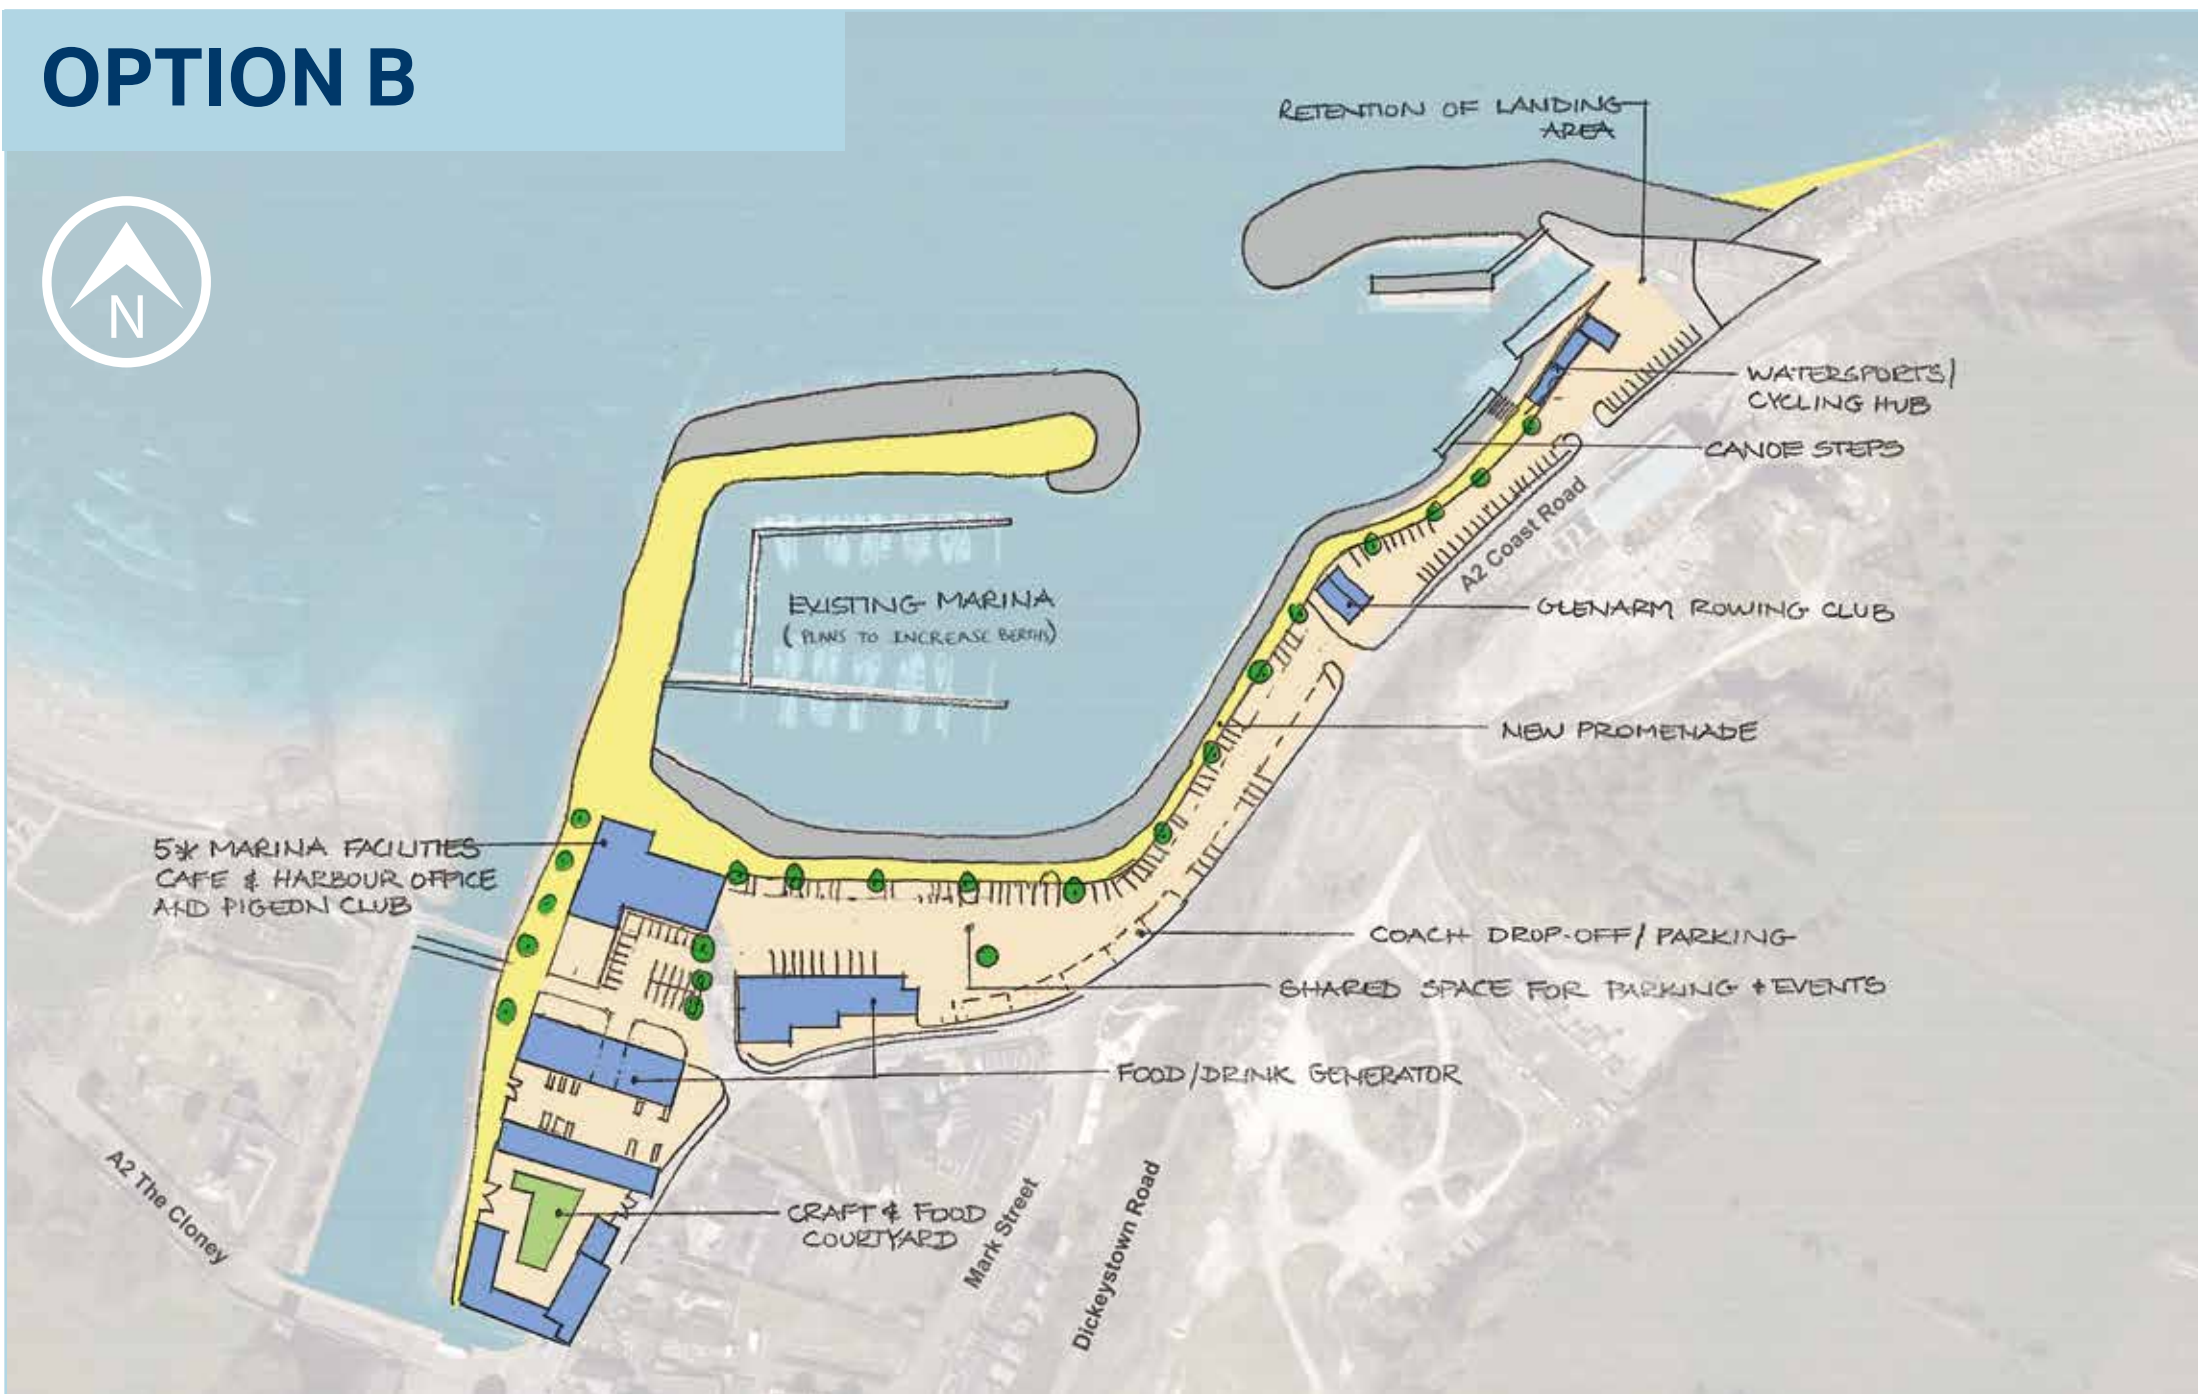 OPTION B
N
RETENTION OF LANDING
AREA
WATERSPORTS/
CYCLING HUB
CANOE STEPS
A2 Coast Road
EXISTING MARINA
( PLANS TO INCREASE BERTHS)
GLENARM ROWING CLUB
NEW PROMENADE
5* MARINA FACILITIES
CAFE & HARBOUR OFFICE
AND PIGEON CLUB
COACH DROP-OFF/PARKING
SHARED SPACE FOR PARKING + EVENTS
FOOD/DRINK GENERATOR
A2 The Cloney
CRAFT & FOOD
COURTYARD
Mark Street
Dickeystown Road